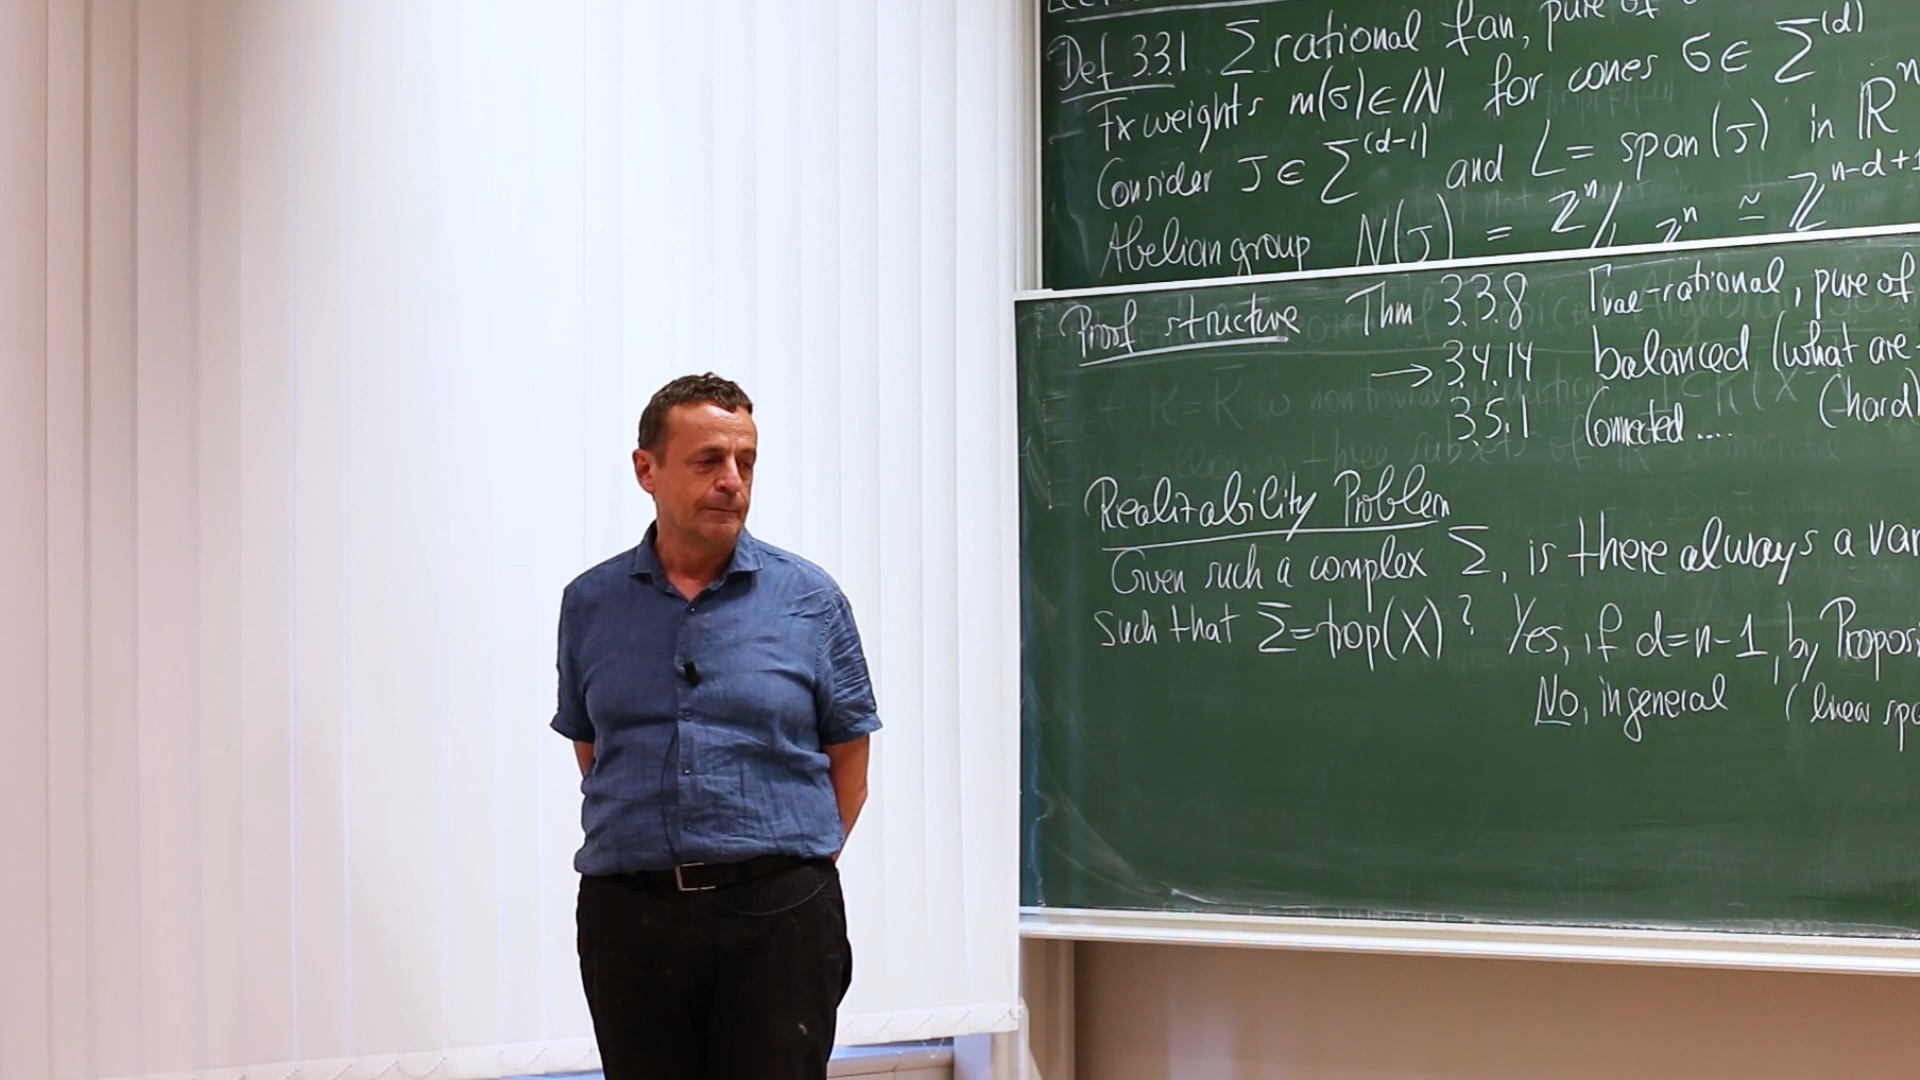 Def 3.3.1 Σ rational fan, pure of
Fix weights m(σ) ∈ ℕ for cones σ ∈ Σ^(d)
Consider τ ∈ Σ^(d-1) and L = span(τ) in ℝ^n
Abelian group N(τ) = ℤ^n/ ℤ^n ≃ ℤ^n-d+1
Proof structure Thm 3.3.8 Γval-rational, pure of
→ 3.4.14 balanced (what are
3.5.1 Connected .... (hard)
Realizability Problem
Given such a complex Σ, is there always a var
such that Σ=trop(X)? Yes, if d=n-1, by Propos
No, in general (linear spa